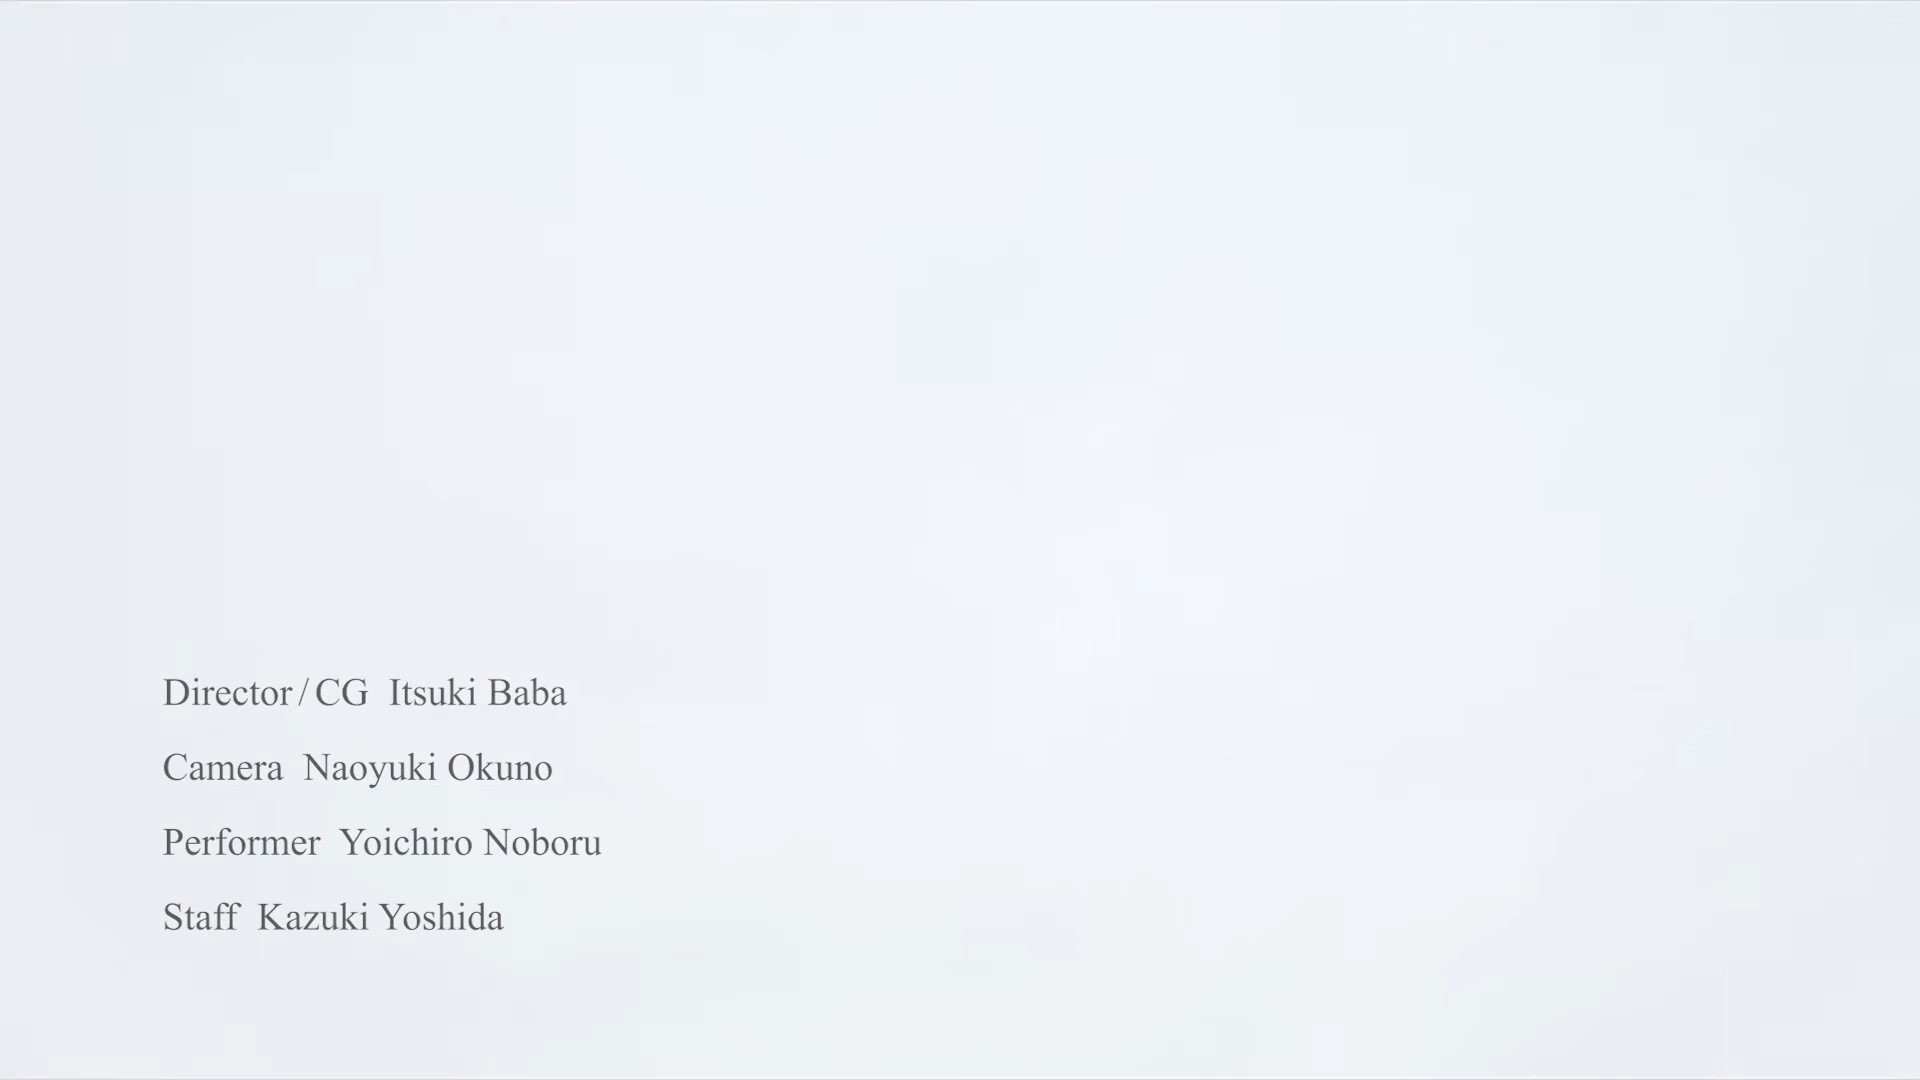 Director / CG  Itsuki Baba
Camera  Naoyuki Okuno
Performer  Yoichiro Noboru
Staff  Kazuki Yoshida